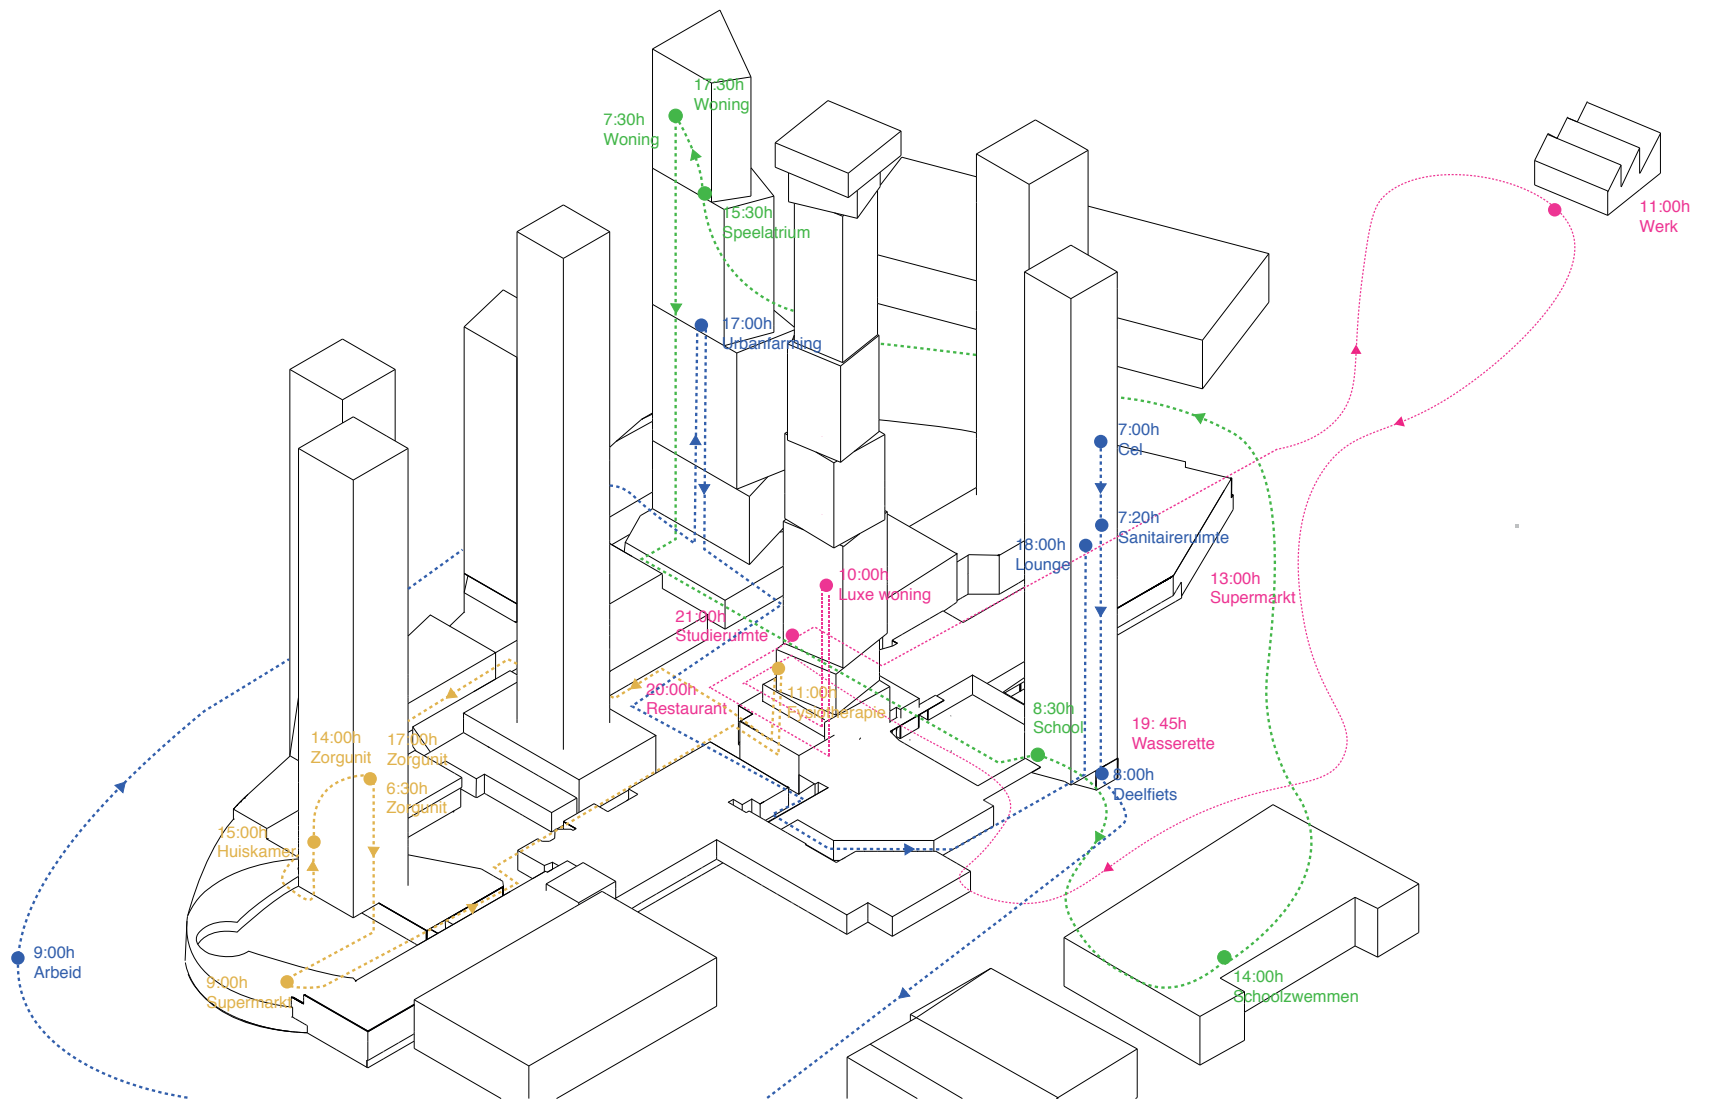 17:30h
Woning
7:30h
Woning
15:30h
Speelatrium
11:00h
Werk
17:00h
Urbanfarming
7:00h
Cel
7:20h
Sanitaireruimte
18:00h
Lounge
10:00h
Luxe woning
13:00h
Supermarkt
21:00h
Studieruimte
20:00h
Restaurant
11:00h
Fysiotherapie
8:30h
School
19: 45h
Wasserette
14:00h
Zorgunit
17:00h
Zorgunit
6:30h
Zorgunit
8:00h
Deelfiets
15:00h
Huiskamer
9:00h
Arbeid
9:00h
Supermarkt
14:00h
Schoolzwemmen